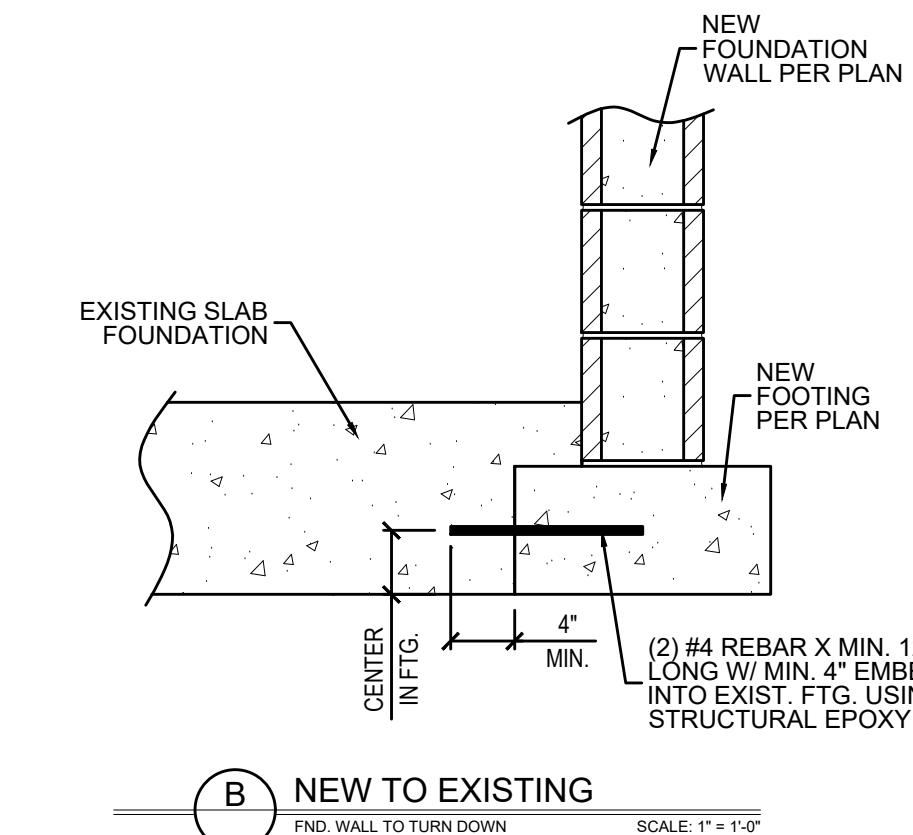 NEW
FOUNDATION
WALL PER PLAN
EXISTING SLAB
FOUNDATION
NEW
FOOTING
PER PLAN
CENTER
IN FTG.
4"
MIN.
(2) #4 REBAR X MIN.
LONG W/ MIN. 4"
INTO EXIST. FTG.
STRUCTURAL EPOXY
B
NEW TO EXISTING
FND. WALL TO TURN DOWN
SCALE: 1" = 1'-0"